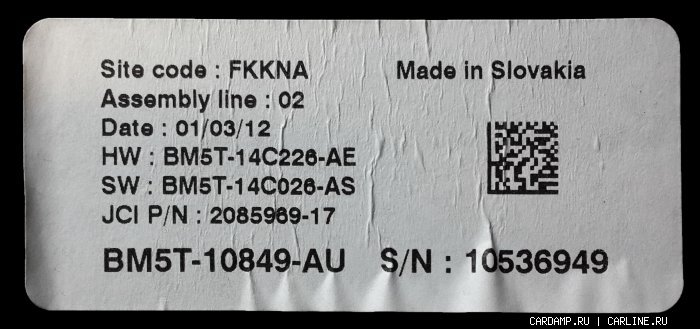 Site code : FKKNA Made in Slovakia
Assembly line : 02
Date : 01/03/12
HW : BM5T-14C226-AE
SW : BM5T-14C026-AS
JCI P/N : 2085969-17
BM5T-10849-AU S/N : 10536949
CARDAMP.RU | CARLINE.RU